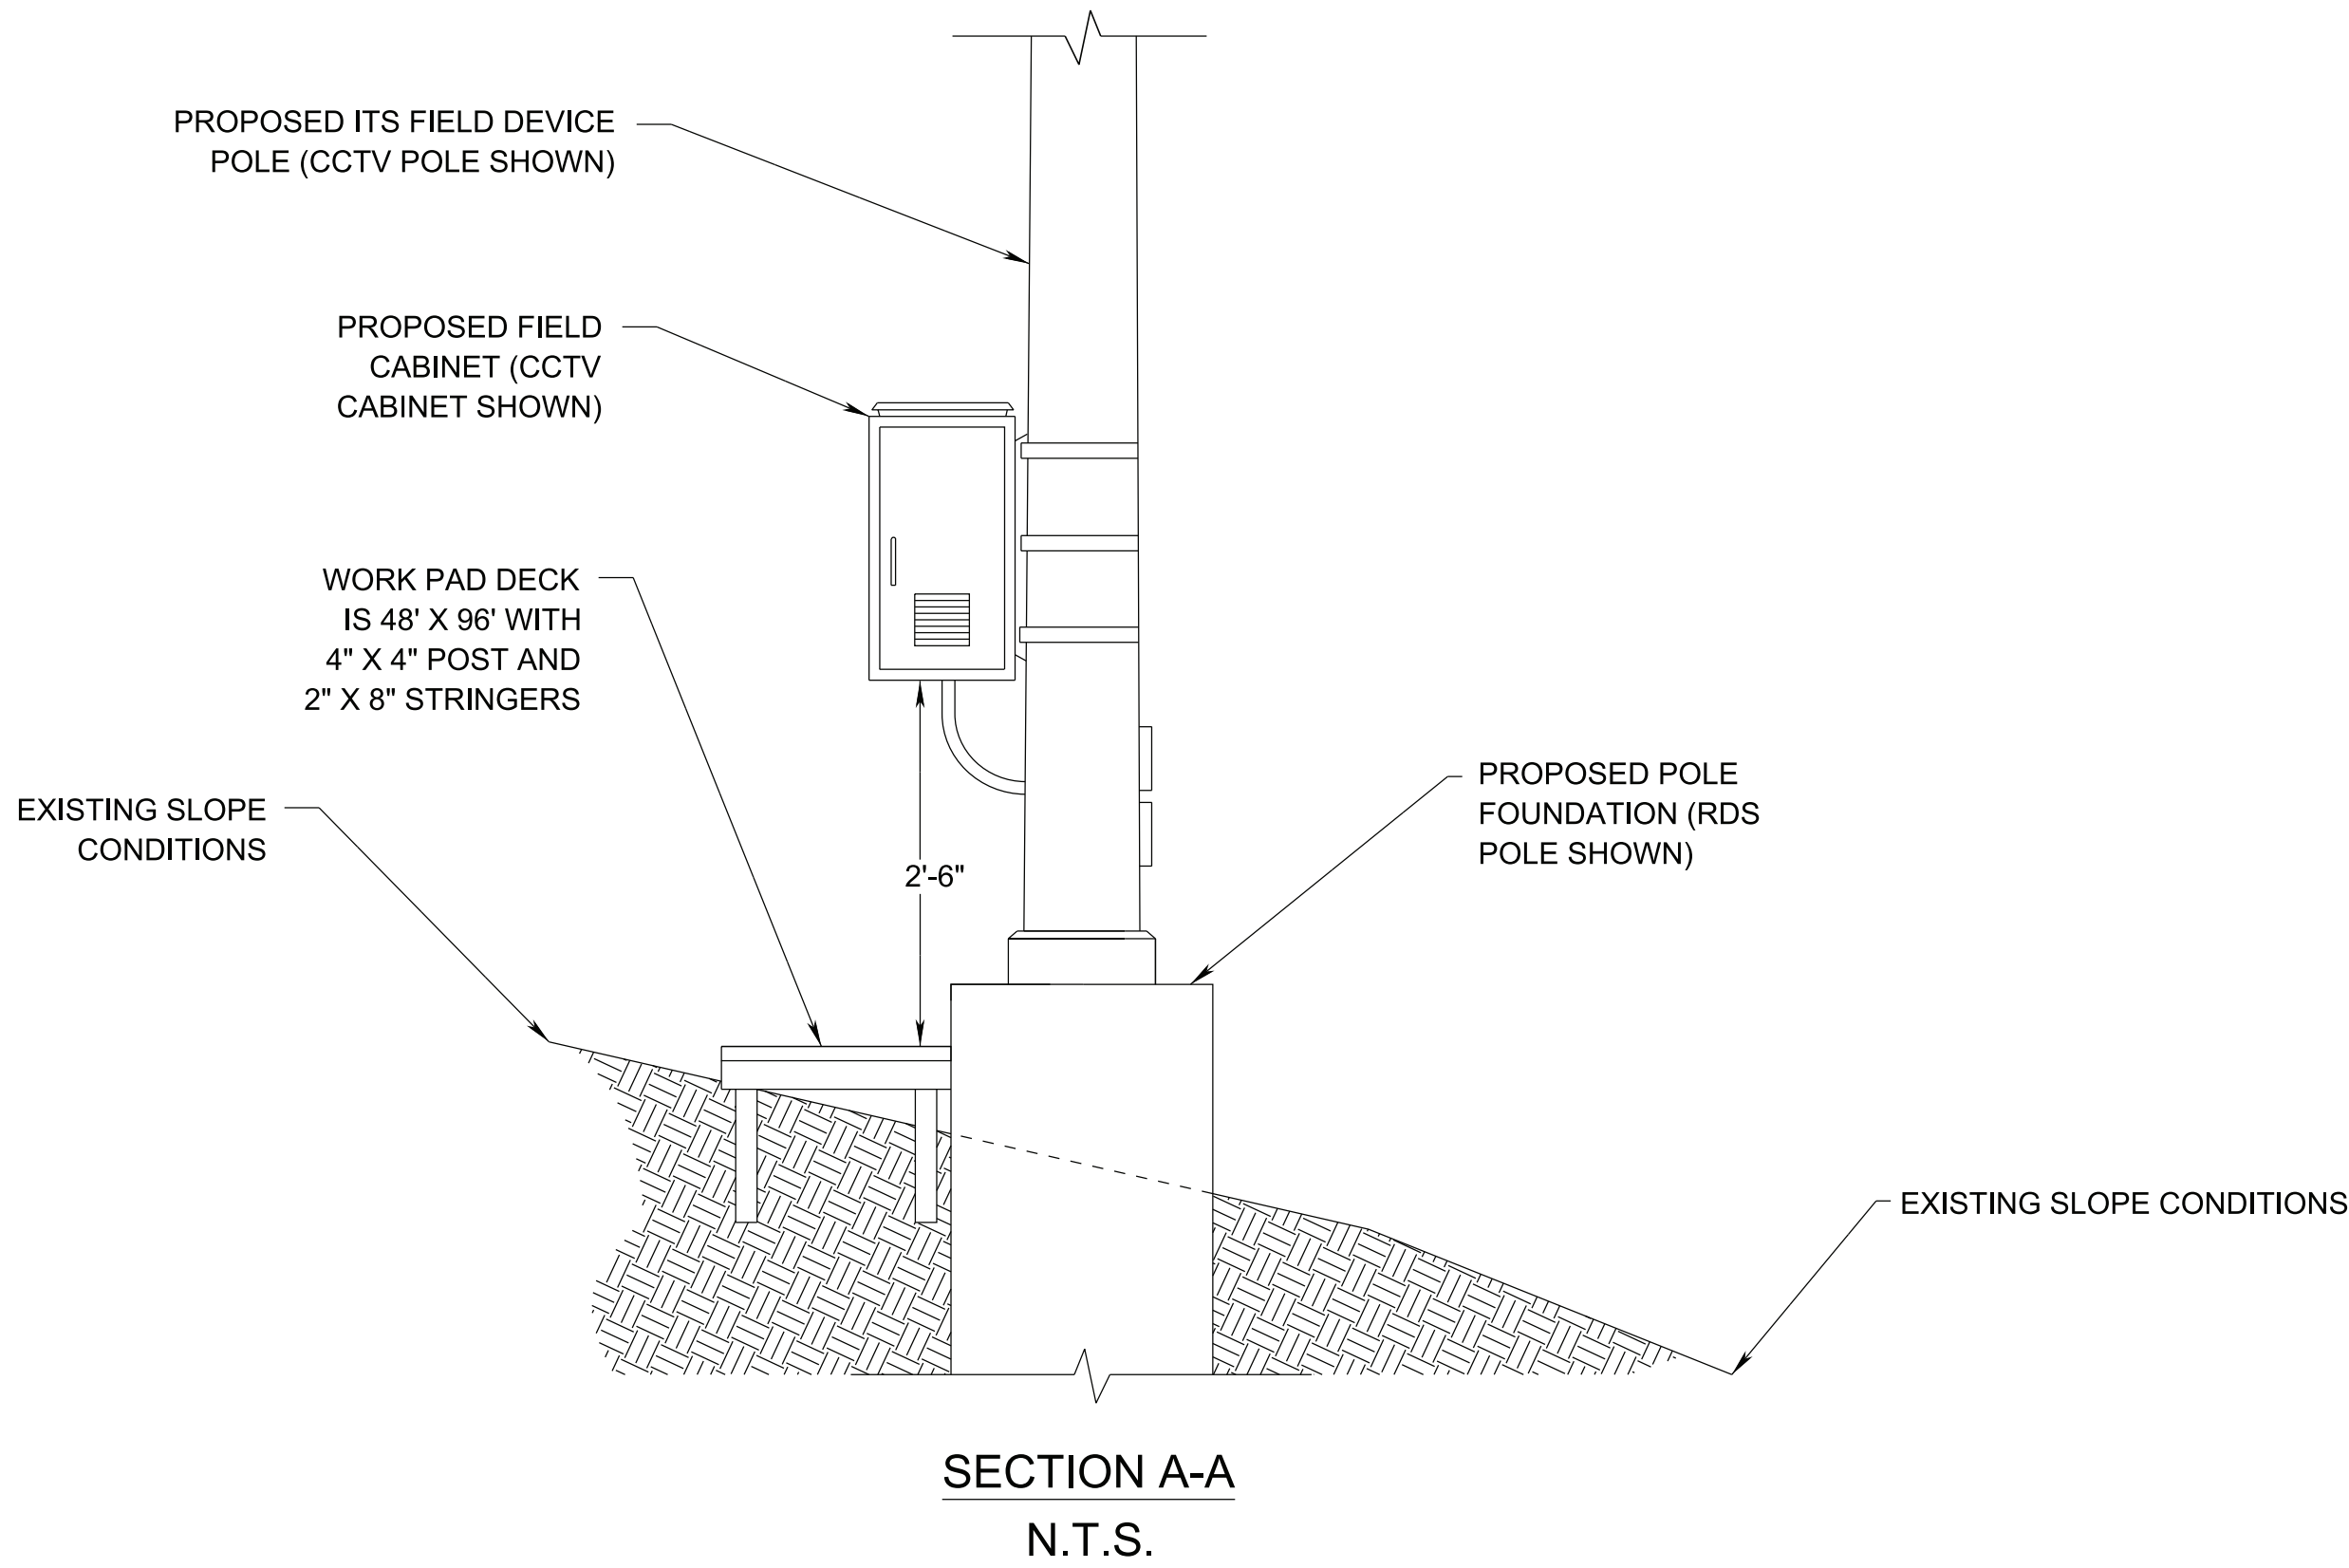 PROPOSED ITS FIELD DEVICE
POLE (CCTV POLE SHOWN)
PROPOSED FIELD
CABINET (CCTV
CABINET SHOWN)
WORK PAD DECK
IS 48' X 96' WITH
4" X 4" POST AND
2" X 8" STRINGERS
EXISTING SLOPE
CONDITIONS
PROPOSED POLE
FOUNDATION (RDS
POLE SHOWN)
2'-6"
EXISTING SLOPE CONDITIONS
SECTION A-A
N.T.S.